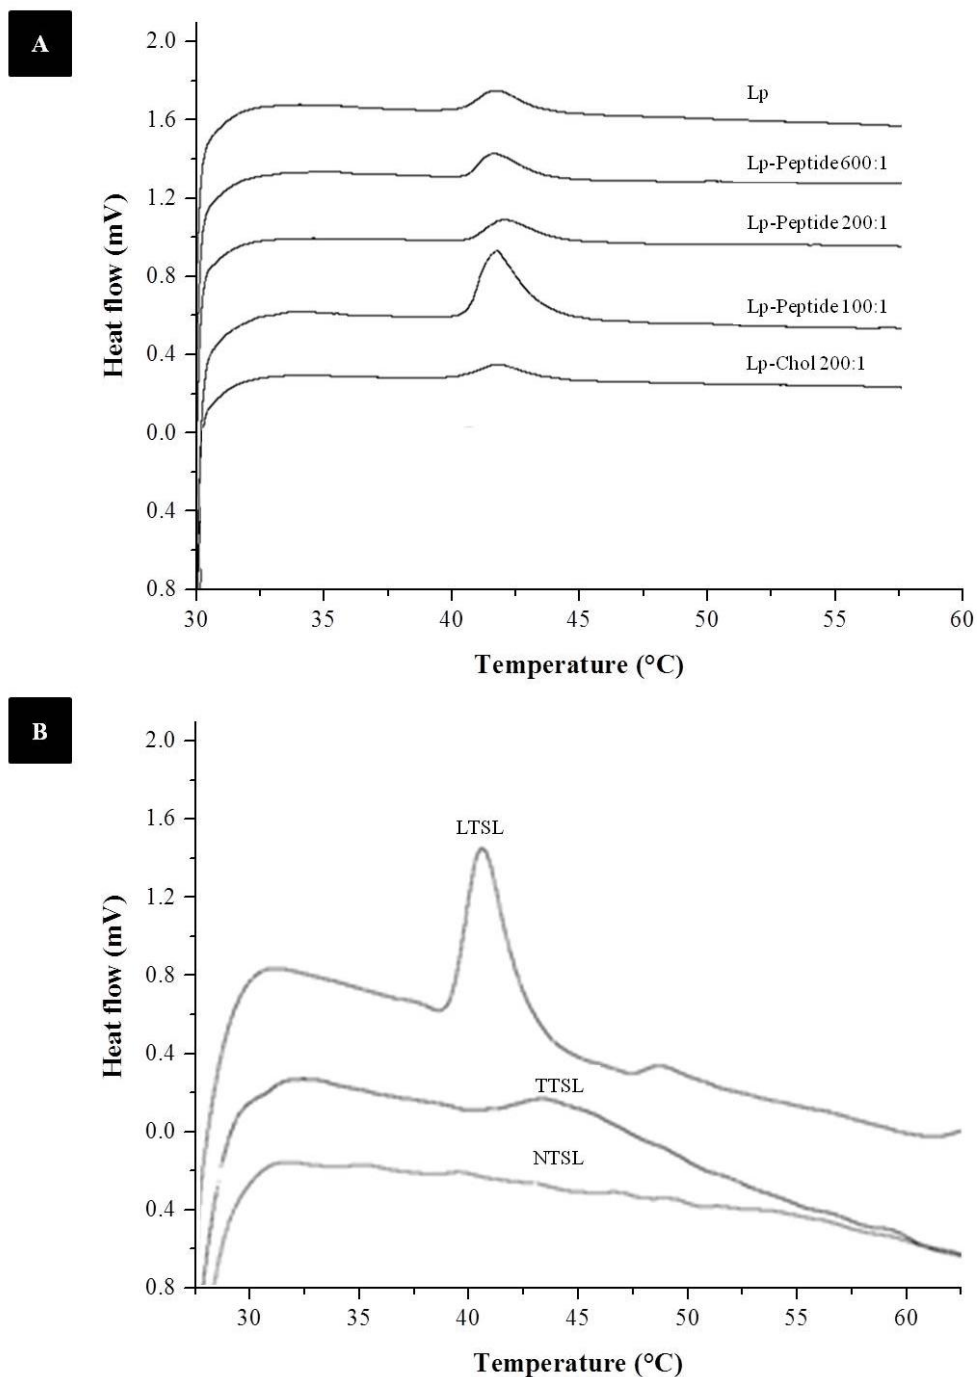 A
2.0
1.6
1.2
0.8
0.4
0.0
0.4
0.8
Heat flow (mV)
Lp
Lp-Peptide 600:1
Lp-Peptide 200:1
Lp-Peptide 100:1
Lp-Chol 200:1
30 35 40 45 50 55 60
Temperature (°C)
B
2.0
1.6
1.2
0.8
0.4
0.0
0.4
0.8
Heat flow (mV)
LTSL
TTSL
NTSL
30 35 40 45 50 55 60
Temperature (°C)